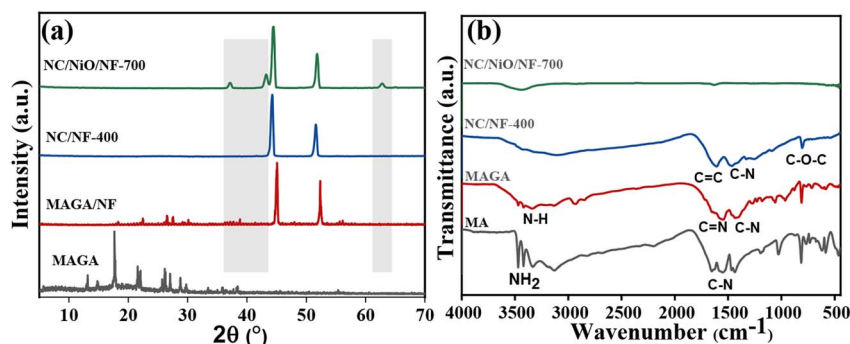 (a)
NC/NiO/NF-700
NC/NF-400
MAGA/NF
MAGA
Intensity (a.u.)
10 20 30 40 50 60 70
2θ (°)
(b)
NC/NiO/NF-700
NC/NF-400
C=C C-N C-O-C
MAGA
N-H C=N C-N
MA
NH2 C-N
Transmittance (a.u.)
4000 3500 3000 2500 2000 1500 1000 500
Wavenumber (cm-1)